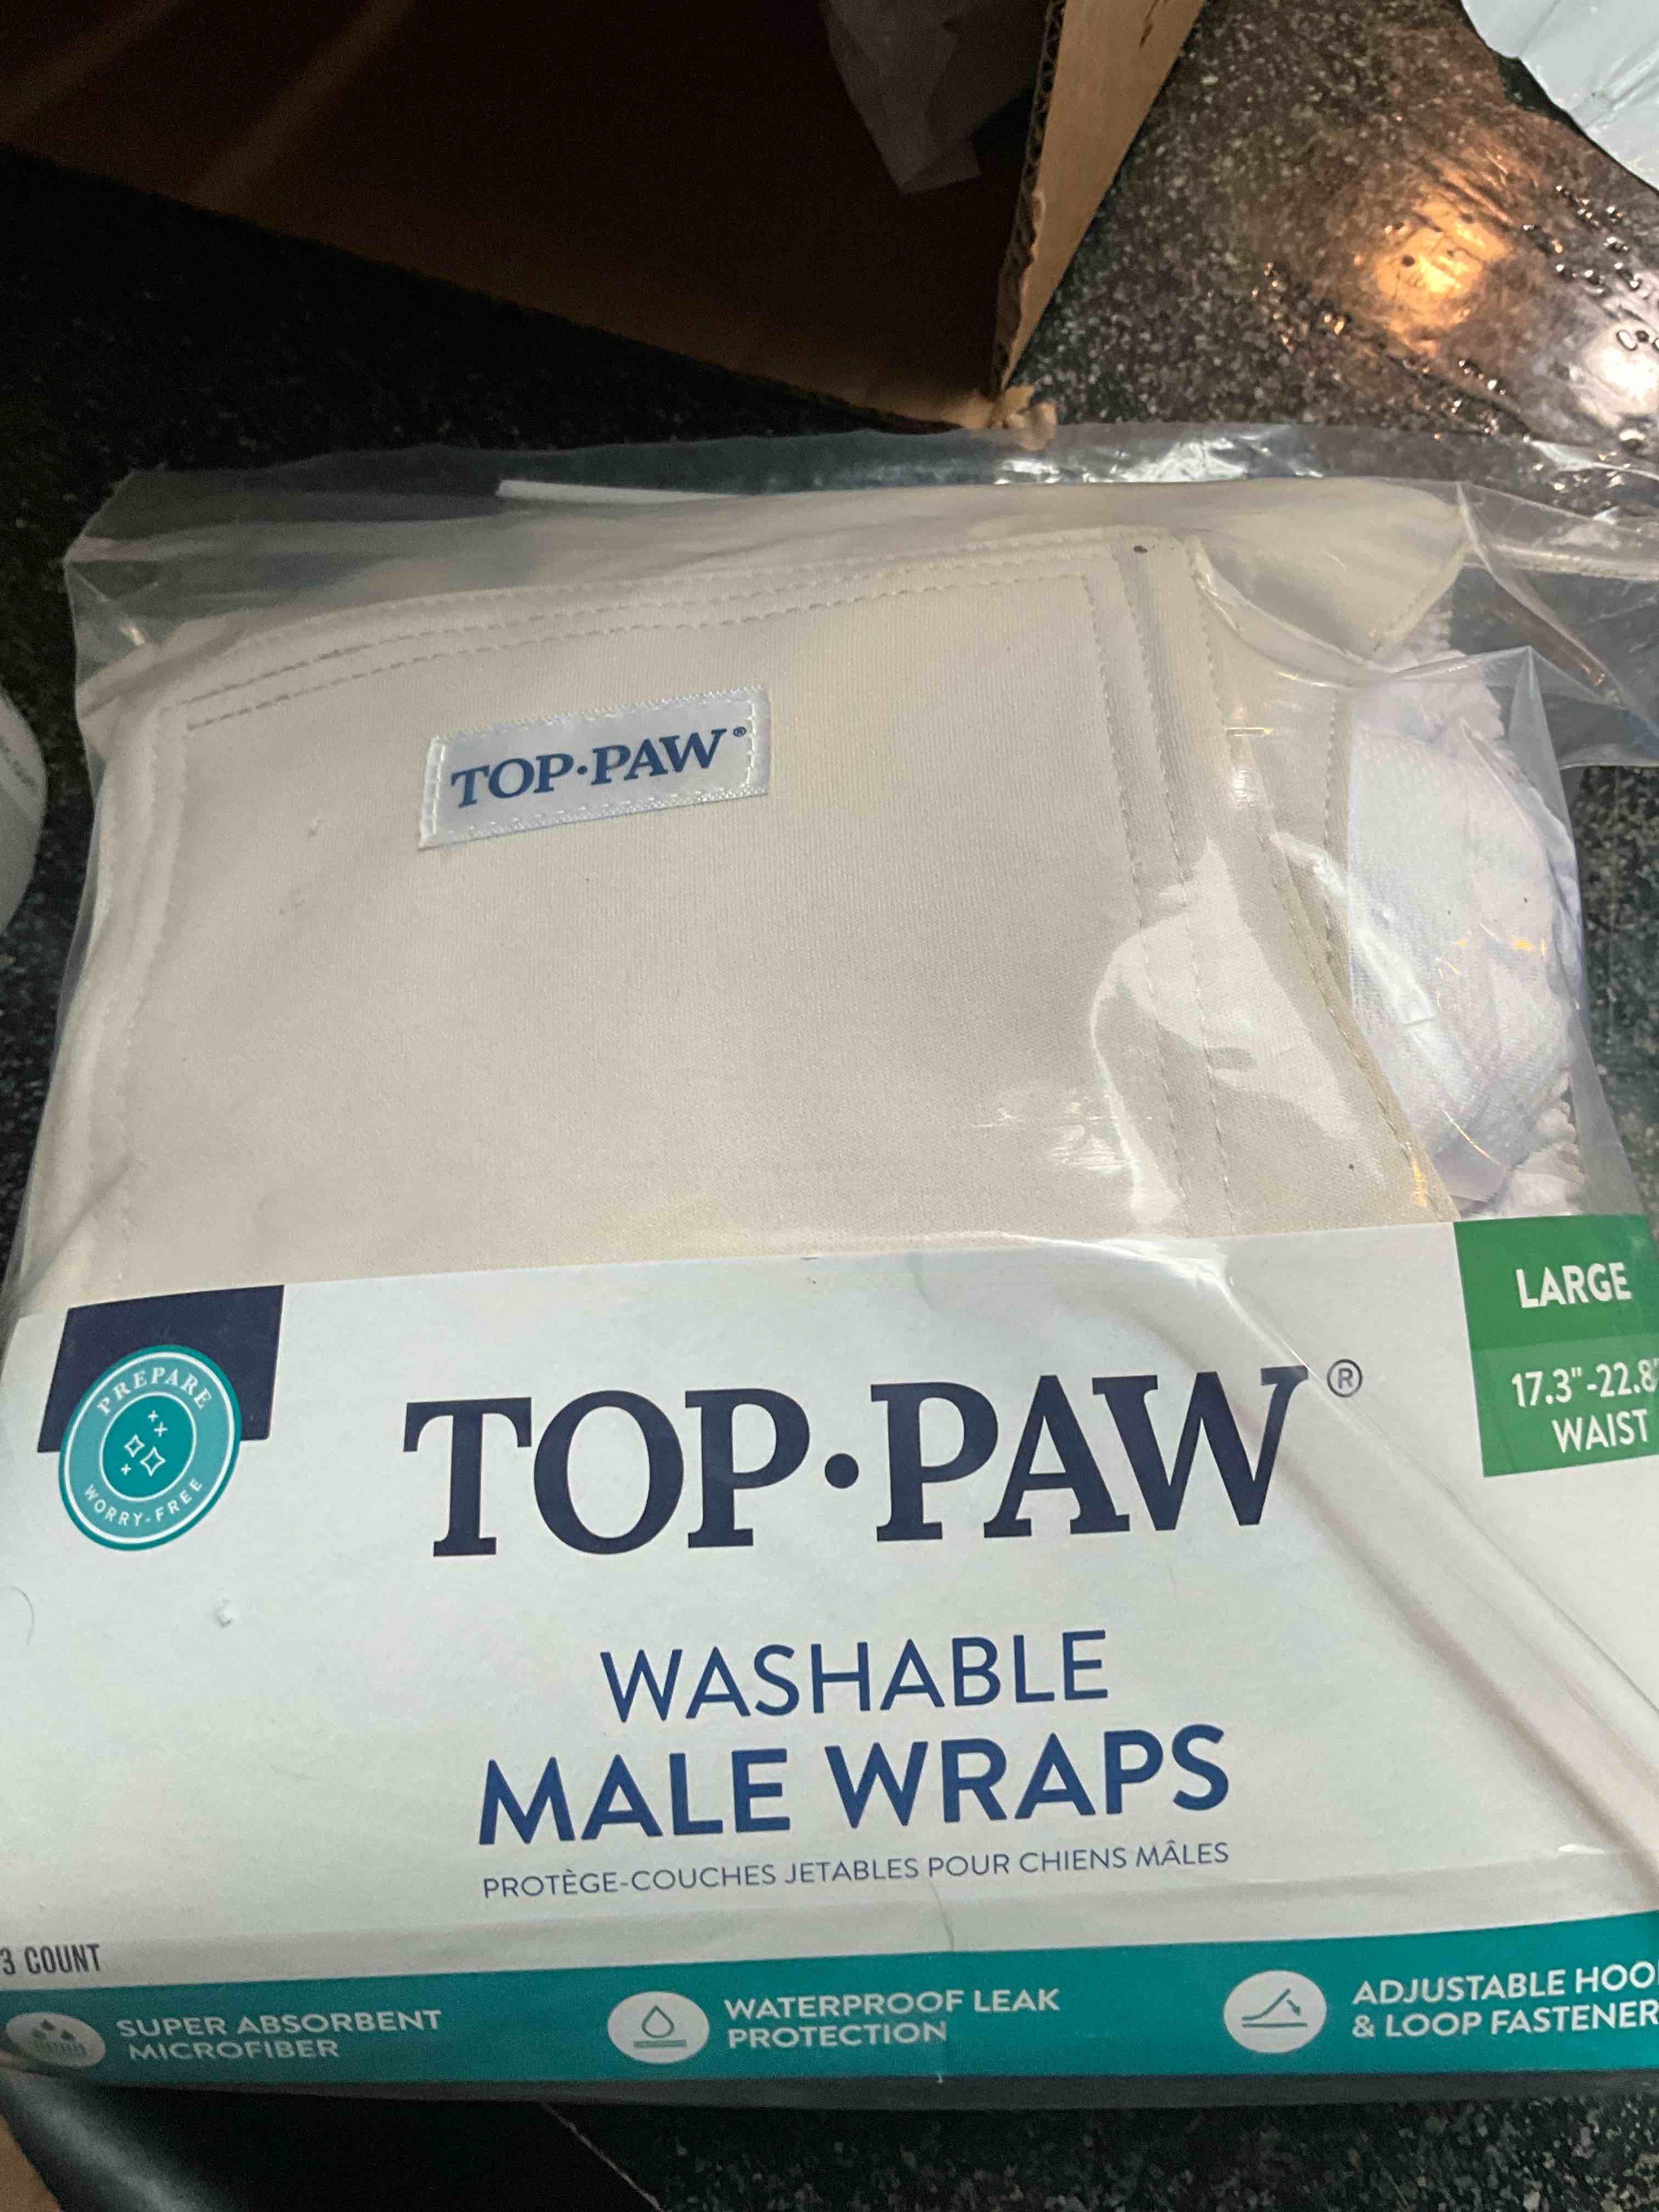 TOP·PAW®
LARGE
17.3"-22.8"
WAIST
PREPARE
WORRY-FREE
TOP·PAW®
WASHABLE
MALE WRAPS
PROTÈGE-COUCHES JETABLES POUR CHIENS MÂLES
3 COUNT
SUPER ABSORBENT
MICROFIBER
WATERPROOF LEAK
PROTECTION
ADJUSTABLE HOO
& LOOP FASTENER